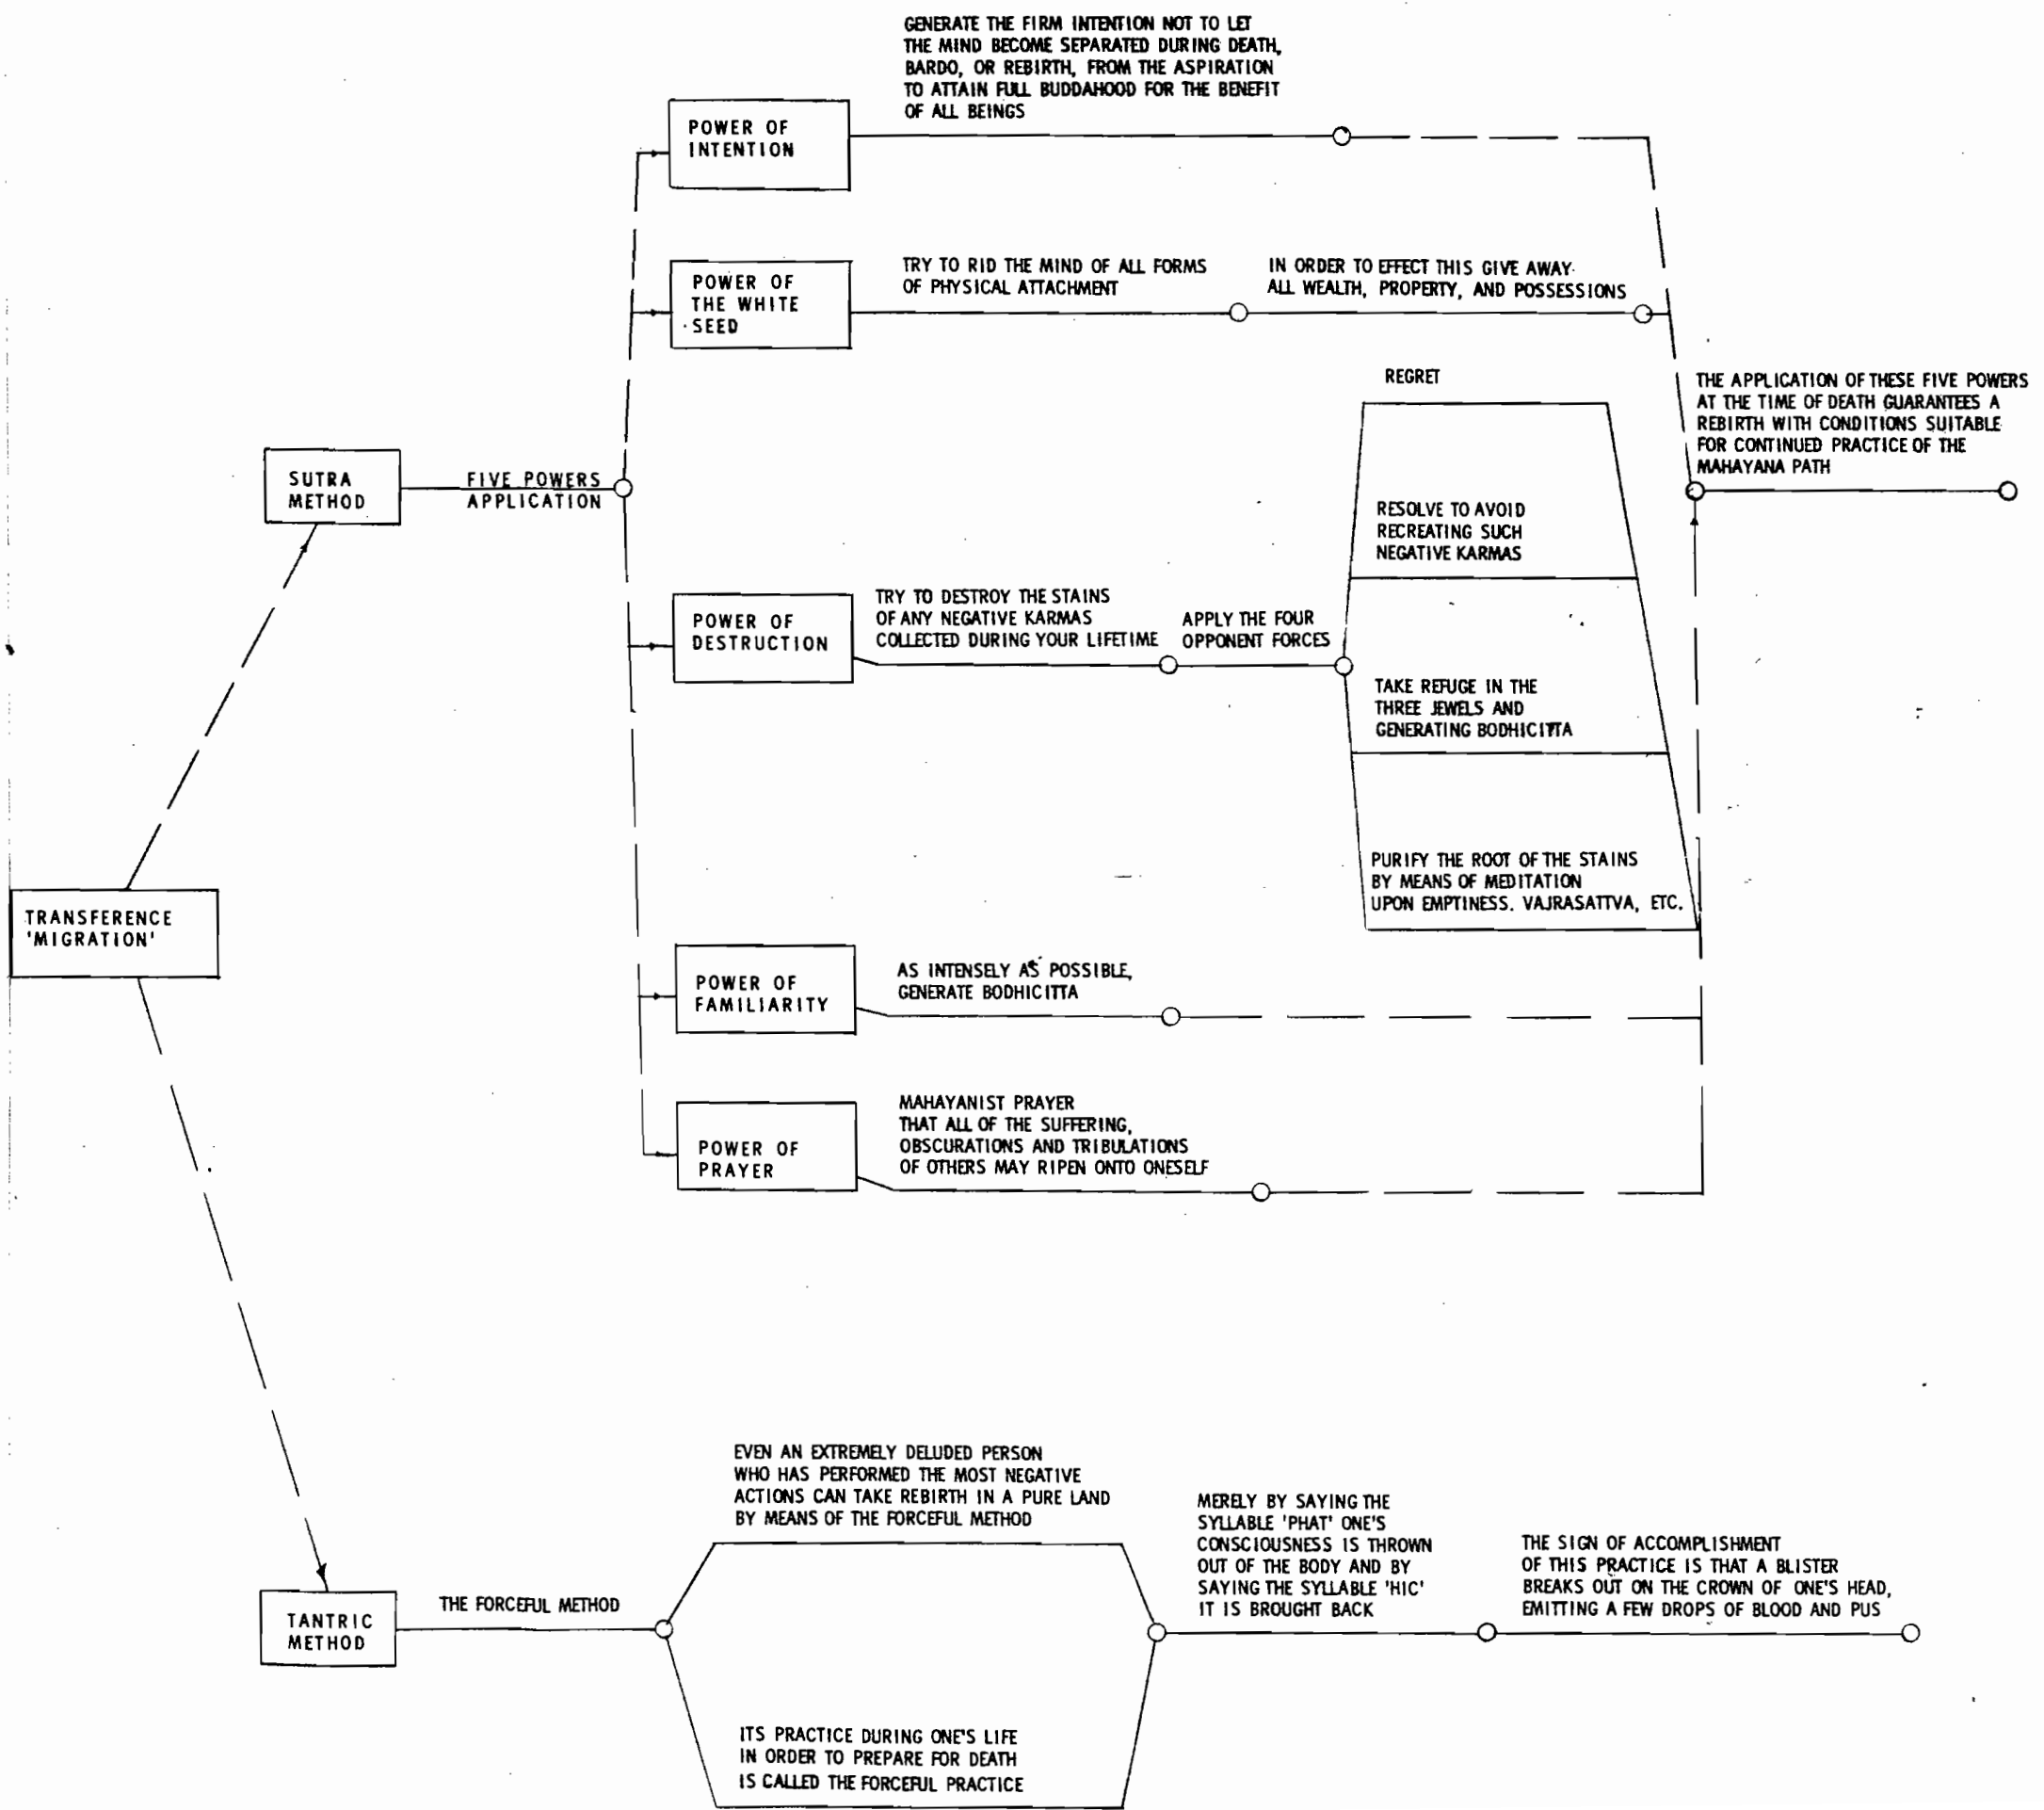 GENERATE THE FIRM INTENTION NOT TO LET
THE MIND BECOME SEPARATED DURING DEATH,
BARDO, OR REBIRTH, FROM THE ASPIRATION
TO ATTAIN FULL BUDDAHOOD FOR THE BENEFIT
OF ALL BEINGS
POWER OF
INTENTION
POWER OF
THE WHITE
SEED
TRY TO RID THE MIND OF ALL FORMS
OF PHYSICAL ATTACHMENT
IN ORDER TO EFFECT THIS GIVE AWAY
ALL WEALTH, PROPERTY, AND POSSESSIONS
REGRET
THE APPLICATION OF THESE FIVE POWERS
AT THE TIME OF DEATH GUARANTEES A
REBIRTH WITH CONDITIONS SUITABLE
FOR CONTINUED PRACTICE OF THE
MAHAYANA PATH
SUTRA
METHOD
FIVE POWERS
APPLICATION
RESOLVE TO AVOID
RECREATING SUCH
NEGATIVE KARMAS
POWER OF
DESTRUCTION
TRY TO DESTROY THE STAINS
OF ANY NEGATIVE KARMAS
COLLECTED DURING YOUR LIFETIME
APPLY THE FOUR
OPPONENT FORCES
TAKE REFUGE IN THE
THREE JEWELS AND
GENERATING BODHICITTA
PURIFY THE ROOT OF THE STAINS
BY MEANS OF MEDITATION
UPON EMPTINESS. VAJRASATTVA, ETC.
TRANSFERENCE
'MIGRATION'
POWER OF
FAMILIARITY
AS INTENSELY AS POSSIBLE,
GENERATE BODHICITTA
POWER OF
PRAYER
MAHAYANIST PRAYER
THAT ALL OF THE SUFFERING,
OBSCURATIONS AND TRIBULATIONS
OF OTHERS MAY RIPEN ONTO ONESELF
TANTRIC
METHOD
THE FORCEFUL METHOD
EVEN AN EXTREMELY DELUDED PERSON
WHO HAS PERFORMED THE MOST NEGATIVE
ACTIONS CAN TAKE REBIRTH IN A PURE LAND
BY MEANS OF THE FORCEFUL METHOD
ITS PRACTICE DURING ONE'S LIFE
IN ORDER TO PREPARE FOR DEATH
IS CALLED THE FORCEFUL PRACTICE
MERELY BY SAYING THE
SYLLABLE 'PHAT' ONE'S
CONSCIOUSNESS IS THROWN
OUT OF THE BODY AND BY
SAYING THE SYLLABLE 'HIC'
IT IS BROUGHT BACK
THE SIGN OF ACCOMPLISHMENT
OF THIS PRACTICE IS THAT A BLISTER
BREAKS OUT ON THE CROWN OF ONE'S HEAD,
EMITTING A FEW DROPS OF BLOOD AND PUS